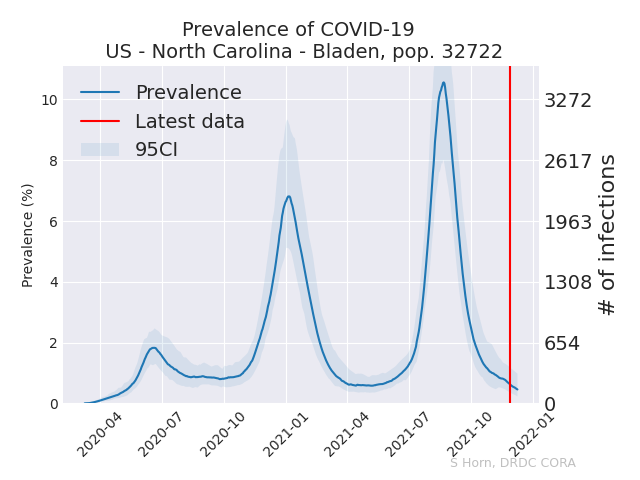 Prevalence of COVID-19
US - North Carolina - Bladen, pop. 32722
Prevalence
Latest data
95CI
Prevalence (%)
10
8
6
4
2
0
3272
2617
1963
1308
654
0
# of infections
2020-04
2020-07
2020-10
2021-01
2021-04
2021-07
2021-10
2022-01
S Horn, DRDC CORA